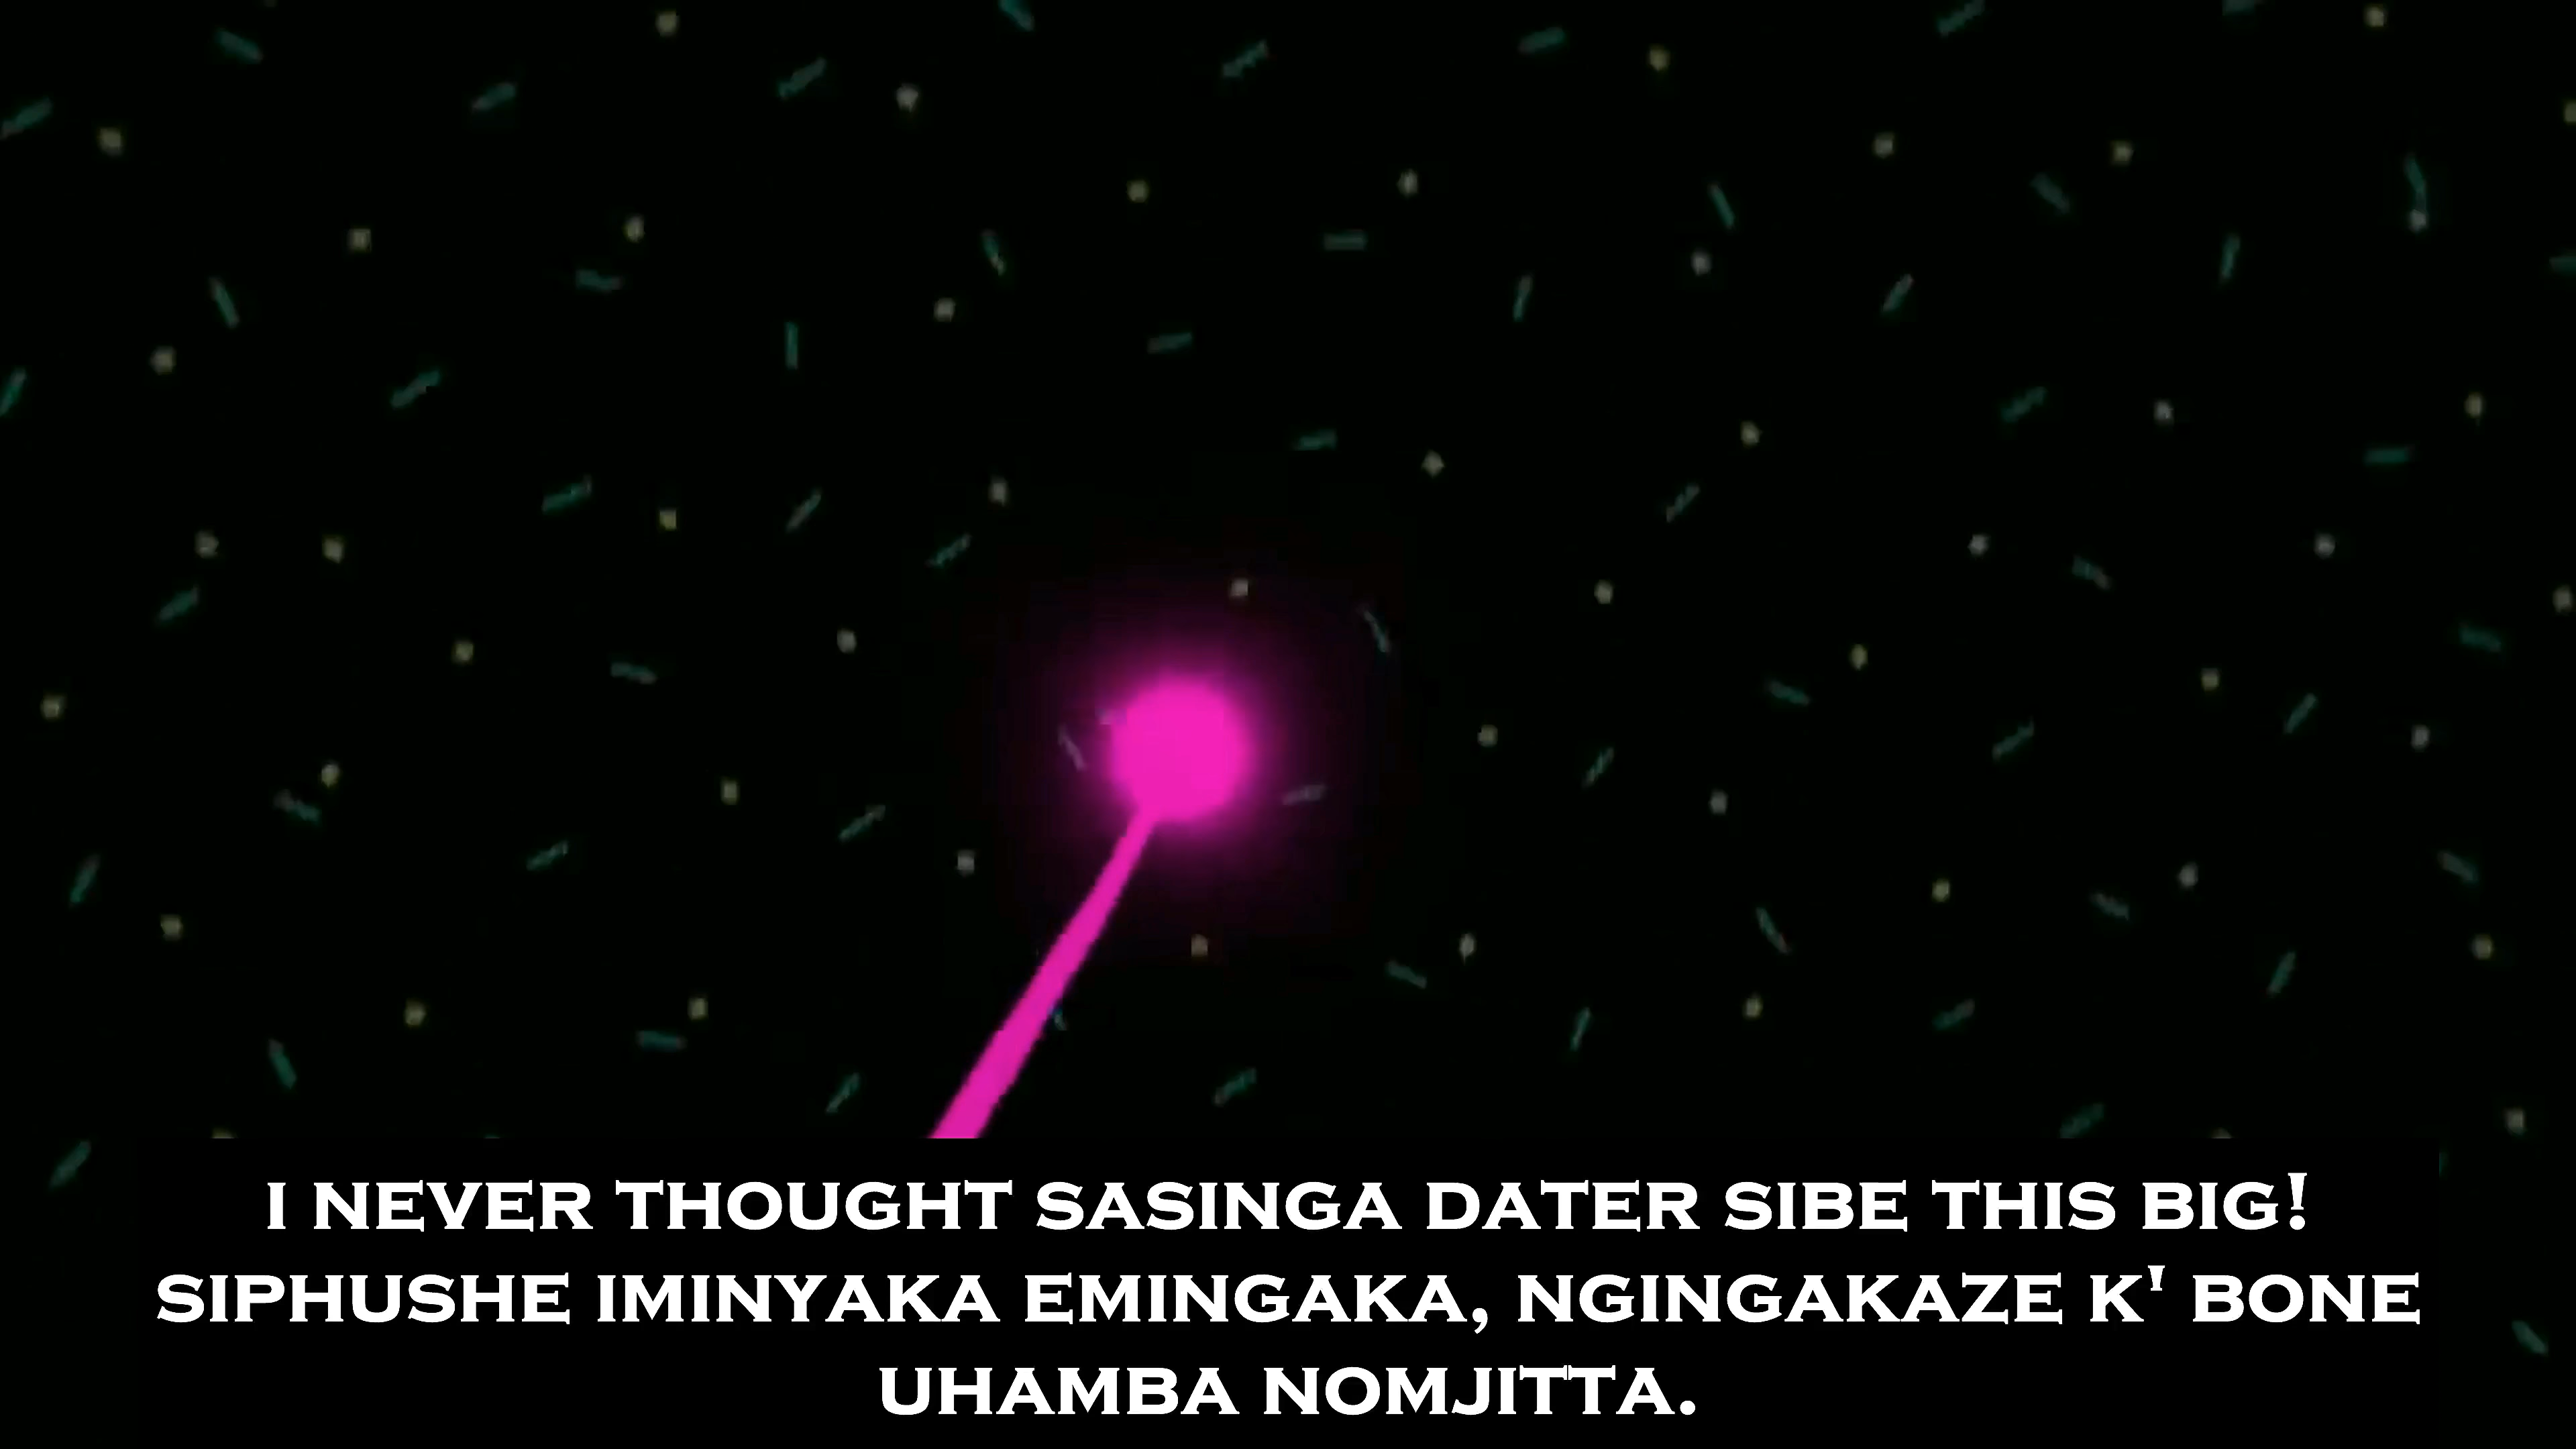 I NEVER THOUGHT SASINGA DATER SIBE THIS BIG!
SIPHUSHE IMINYAKA EMINGAKA, NGINGAKAZE K' BONE
UHAMBA NOMJITTA.